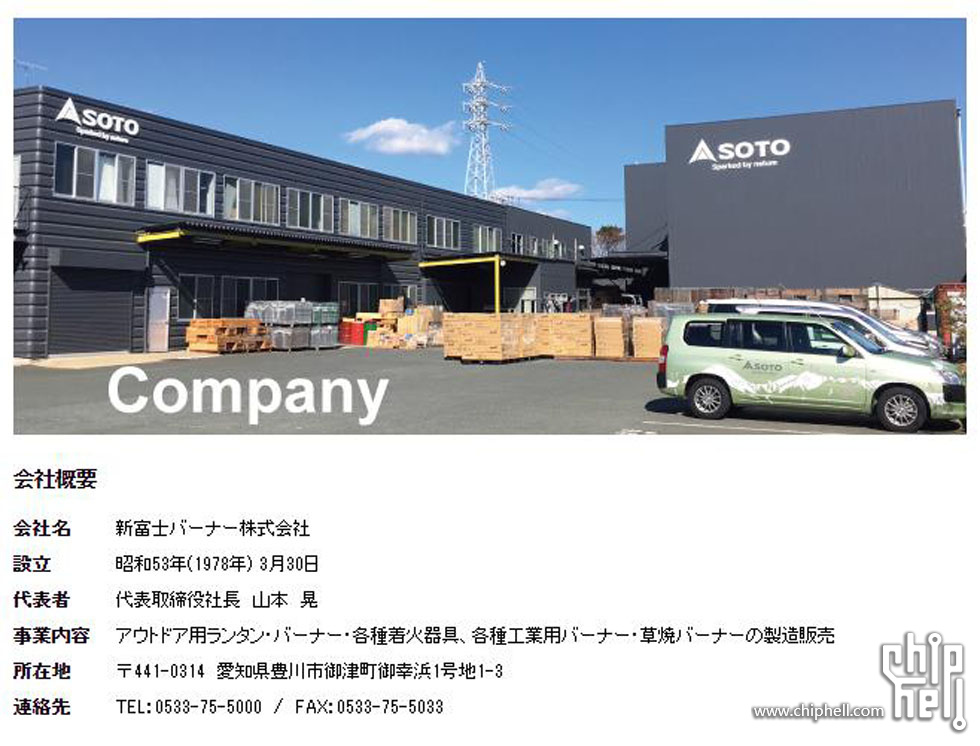 SOTO
Sparked by nature
SOTO
Sparked by nature
SOTO
Company
会社概要
会社名 新富士バーナー株式会社
設立 昭和53年(1978年) 3月30日
代表者 代表取締役社長 山本 晃
事業内容 アウトドア用ランタン・バーナー・各種着火器具、各種工業用バーナー・草焼バーナーの製造販売
所在地 〒441-0314 愛知県豊川市御津町御幸浜1号地1-3
連絡先 TEL:0533-75-5000 / FAX:0533-75-5033
www.chiphell.com
chip
hell